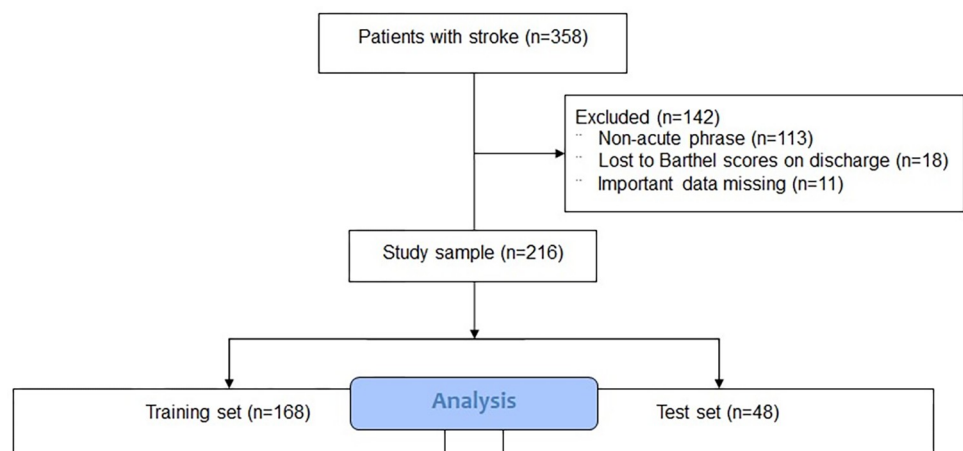 Patients with stroke (n=358)
Excluded (n=142)
¨ Non-acute phrase (n=113)
¨ Lost to Barthel scores on discharge (n=18)
¨ Important data missing (n=11)
Study sample (n=216)
Analysis
Training set (n=168)
Test set (n=48)